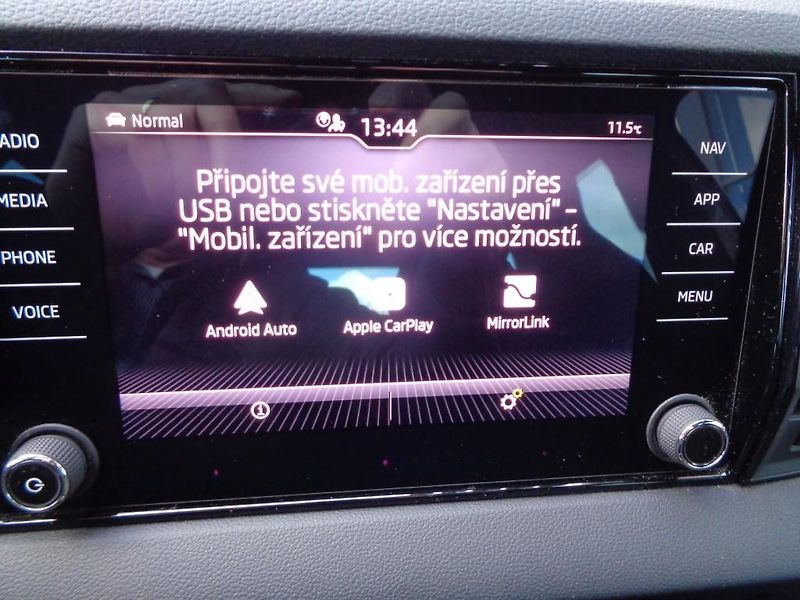 Normal
13:44
11.5°C
Připojte své mob. zařízení přes
USB nebo stiskněte "Nastavení" –
"Mobil. zařízení" pro více možností.
Android Auto
Apple CarPlay
MirrorLink
MEDIA
PHONE
VOICE
NAV
APP
CAR
MENU